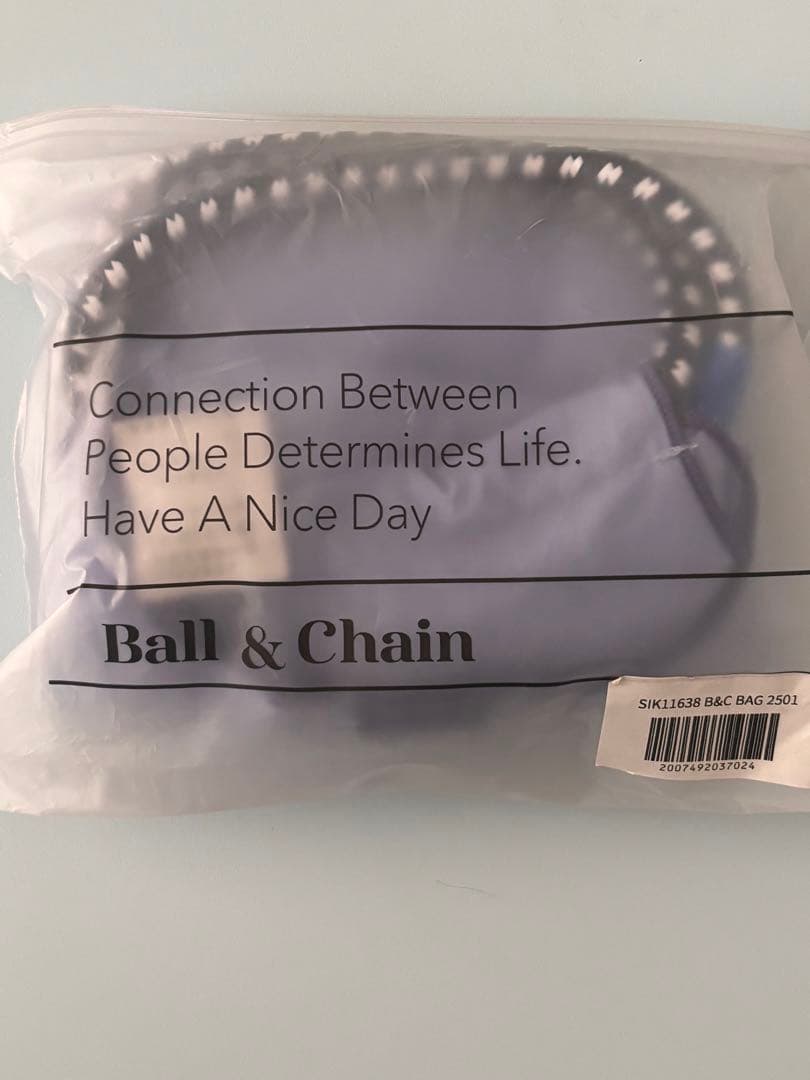 Connection Between
People Determines Life.
Have A Nice Day
Ball & Chain
SIK11638 B&C BAG 2501
2007492037024